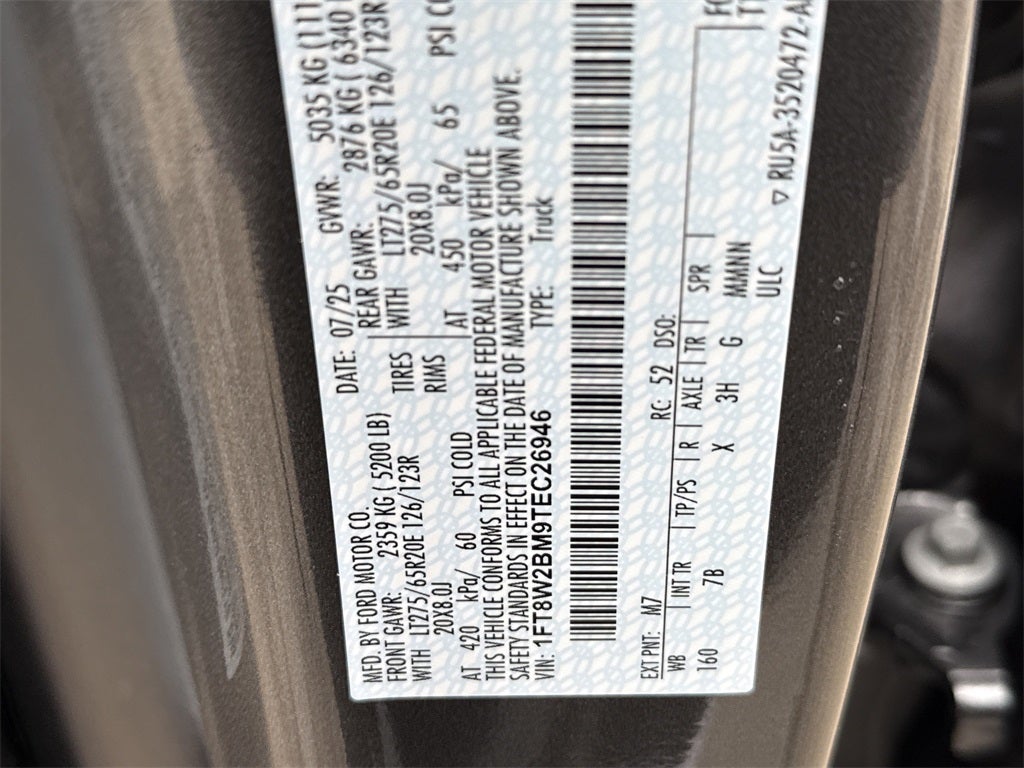 MFD. BY FORD MOTOR CO. DATE: 07/25 GVWR: 5035 KG (111
FRONT GAWR: 2359 KG ( 5200 LB) REAR GAWR: 2876 KG ( 6340
WITH LT275/65R20E 126/123R TIRES WITH LT275/65R20E 126/123R
20X8.0J RIMS 20X8.0J
AT 420 kPa/ 60 PSI COLD AT 450 kPa/ 65 PSI CO
THIS VEHICLE CONFORMS TO ALL APPLICABLE FEDERAL MOTOR VEHICLE
SAFETY STANDARDS IN EFFECT ON THE DATE OF MANUFACTURE SHOWN ABOVE.
VIN: 1FT8W2BM9TEC26946 TYPE: Truck
EXT PNT: M7 RC: 52 DSO:
WB | INT TR | TP/PS | R | AXLE | TR | SPR |
160 7B X 3H G MMMNN
ULC
▽ RU5A-3520472-A